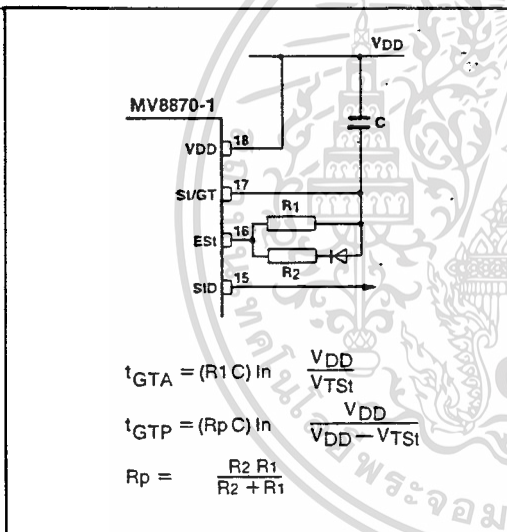 VDD
MV8870-1
C
VDD 18
St/GT 17
R1
ESt 16
R2
StD 15
tGTA = (R1 C) ln VDD / VTSt
tGTP = (Rp C) ln VDD / VDD – VTSt
Rp = R2 R1 / R2 + R1